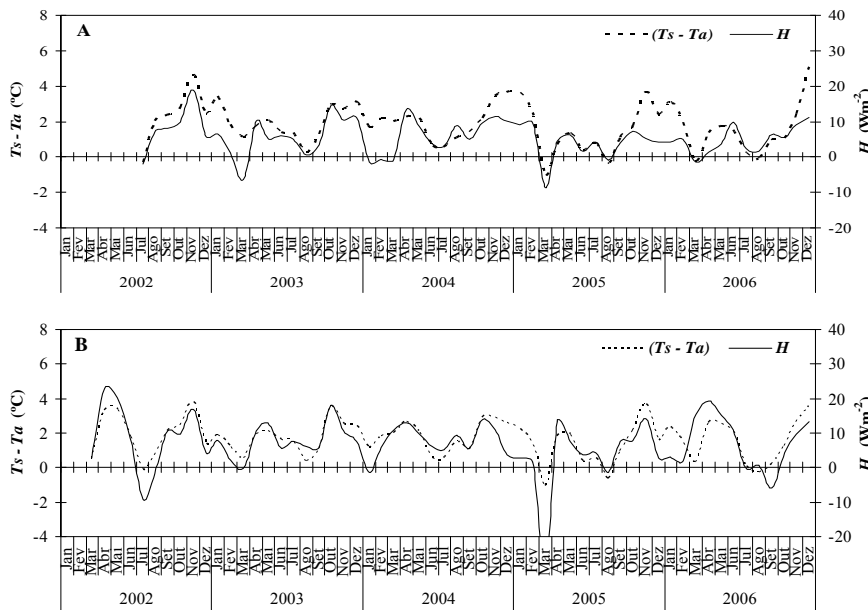 A
(Ts - Ta) H
8 40
6 30
4 20
2 10
0 0
-2 -10
-4 -20
Ts - Ta (ºC)
H (Wm-2)
Jan Fev Mar Abr Mai Jun Jul Ago Set Out Nov Dez Jan Fev Mar Abr Mai Jun Jul Ago Set Out Nov Dez Jan Fev Mar Abr Mai Jun Jul Ago Set Out Nov Dez Jan Fev Mar Abr Mai Jun Jul Ago Set Out Nov Dez Jan Fev Mar Abr Mai Jun Jul Ago Set Out Nov Dez
2002 2003 2004 2005 2006
B
(Ts - Ta) H
8 40
6 30
4 20
2 10
0 0
-2 -10
-4 -20
Ts - Ta (ºC)
H (Wm-2)
Jan Fev Mar Abr Mai Jun Jul Ago Set Out Nov Dez Jan Fev Mar Abr Mai Jun Jul Ago Set Out Nov Dez Jan Fev Mar Abr Mai Jun Jul Ago Set Out Nov Dez Jan Fev Mar Abr Mai Jun Jul Ago Set Out Nov Dez Jan Fev Mar Abr Mai Jun Jul Ago Set Out Nov Dez
2002 2003 2004 2005 2006